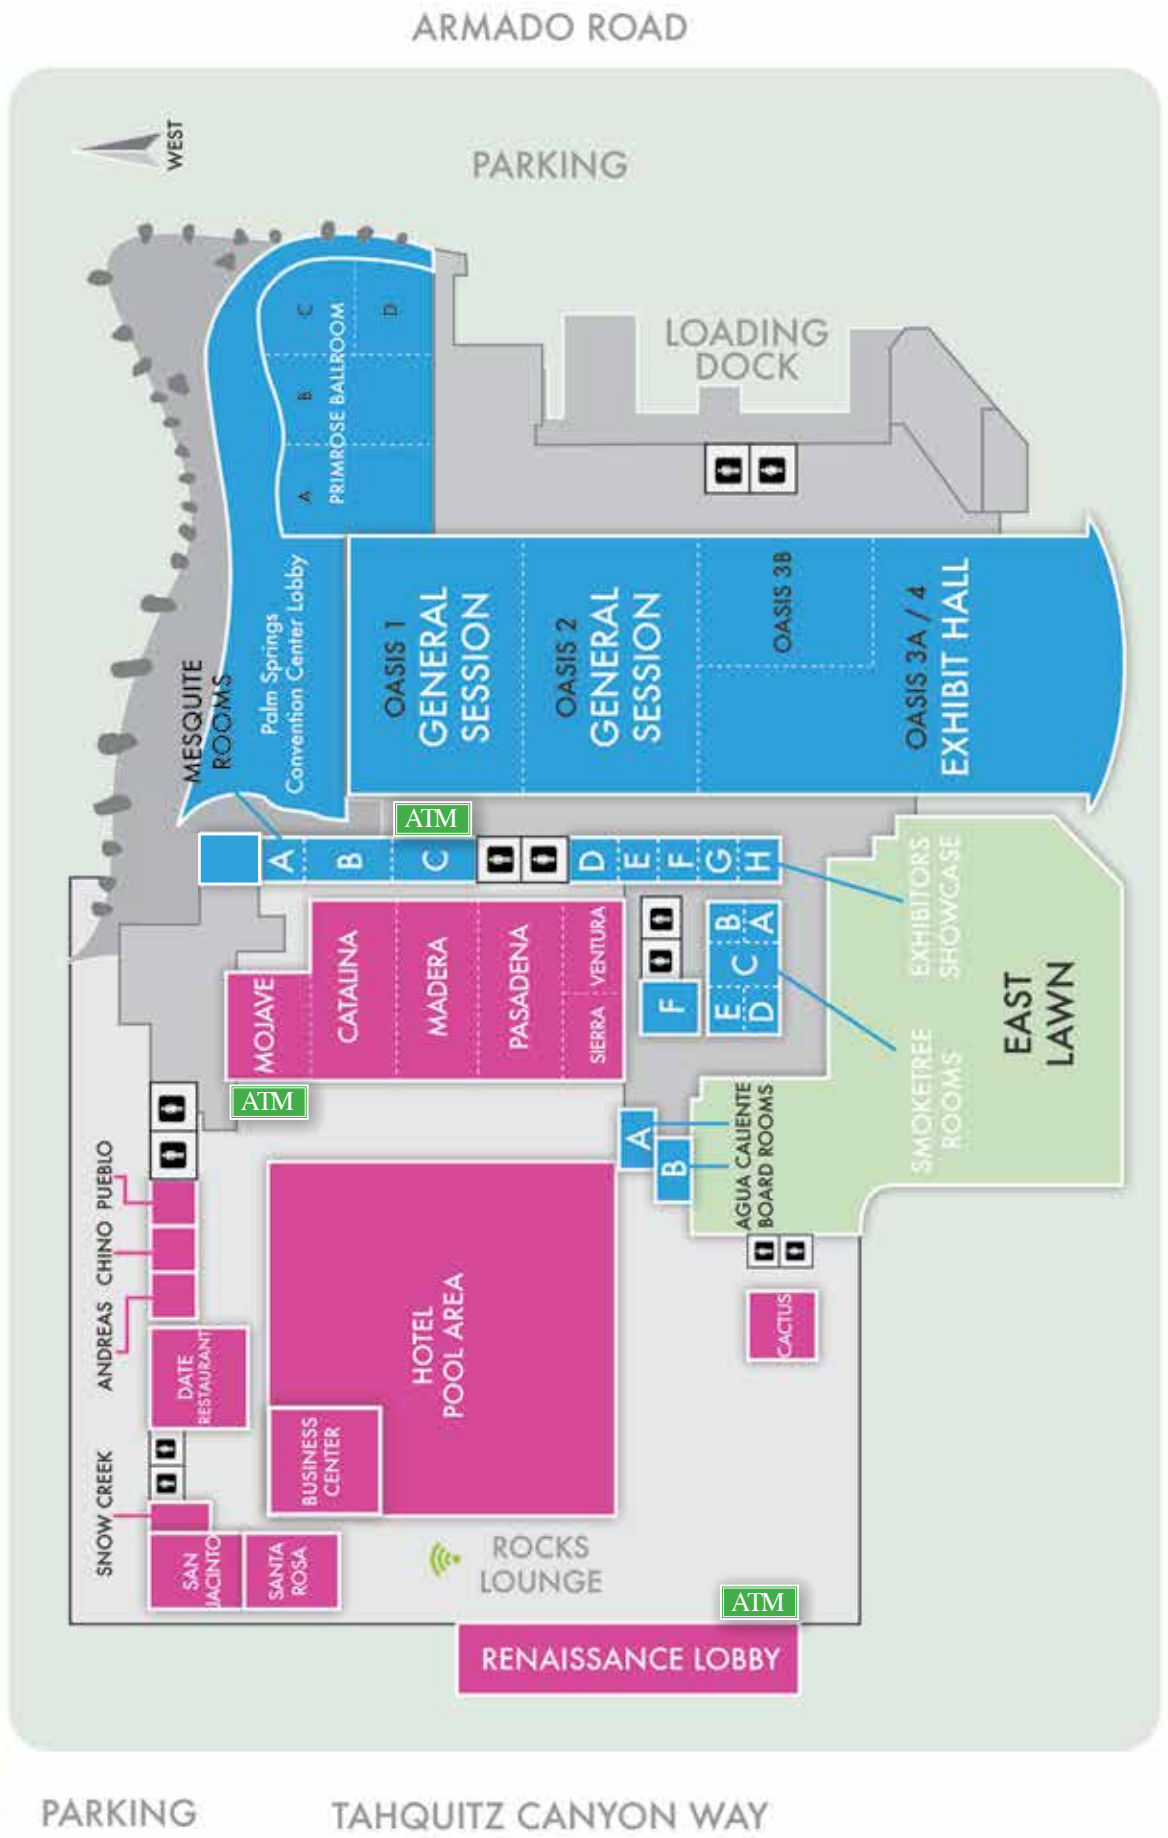 ARMADO ROAD
WEST
PARKING
LOADING
DOCK
C
D
B
A
PRIMROSE BALLROOM
MESQUITE
ROOMS
Palm Springs
Convention Center Lobby
OASIS 1
GENERAL
SESSION
OASIS 2
GENERAL
SESSION
OASIS 3B
OASIS 3A / 4
EXHIBIT HALL
ATM
A
B
C
D
E
F
G
H
EXHIBITORS
SHOWCASE
MOJAVE
CATALINA
MADERA
PASADENA
VENTURA
SIERRA
B
A
C
E
D
F
SMOKETREE
ROOMS
EAST
LAWN
ATM
A
B
AGUA CALIENTE
BOARD ROOMS
PUEBLO
CHINO
ANDREAS
DATE
RESTAURANT
HOTEL
POOL AREA
BUSINESS
CENTER
CACTUS
SNOW CREEK
SAN
JACINTO
SANTA
ROSA
ROCKS
LOUNGE
ATM
RENAISSANCE LOBBY
PARKING
TAHQUITZ CANYON WAY